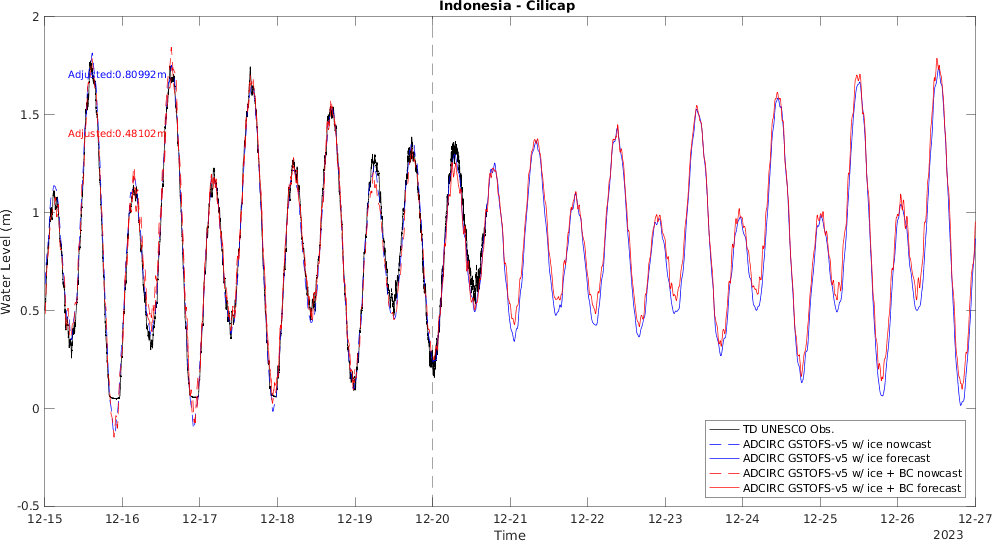 Indonesia - Cilicap
Water Level (m)
2
1.5
1
0.5
0
-0.5
Adjusted:0.80992m
Adjusted:0.48102m
TD UNESCO Obs.
ADCIRC GSTOFS-v5 w/ ice nowcast
ADCIRC GSTOFS-v5 w/ ice forecast
ADCIRC GSTOFS-v5 w/ ice + BC nowcast
ADCIRC GSTOFS-v5 w/ ice + BC forecast
12-15 12-16 12-17 12-18 12-19 12-20 12-21 12-22 12-23 12-24 12-25 12-26 12-27
Time
2023